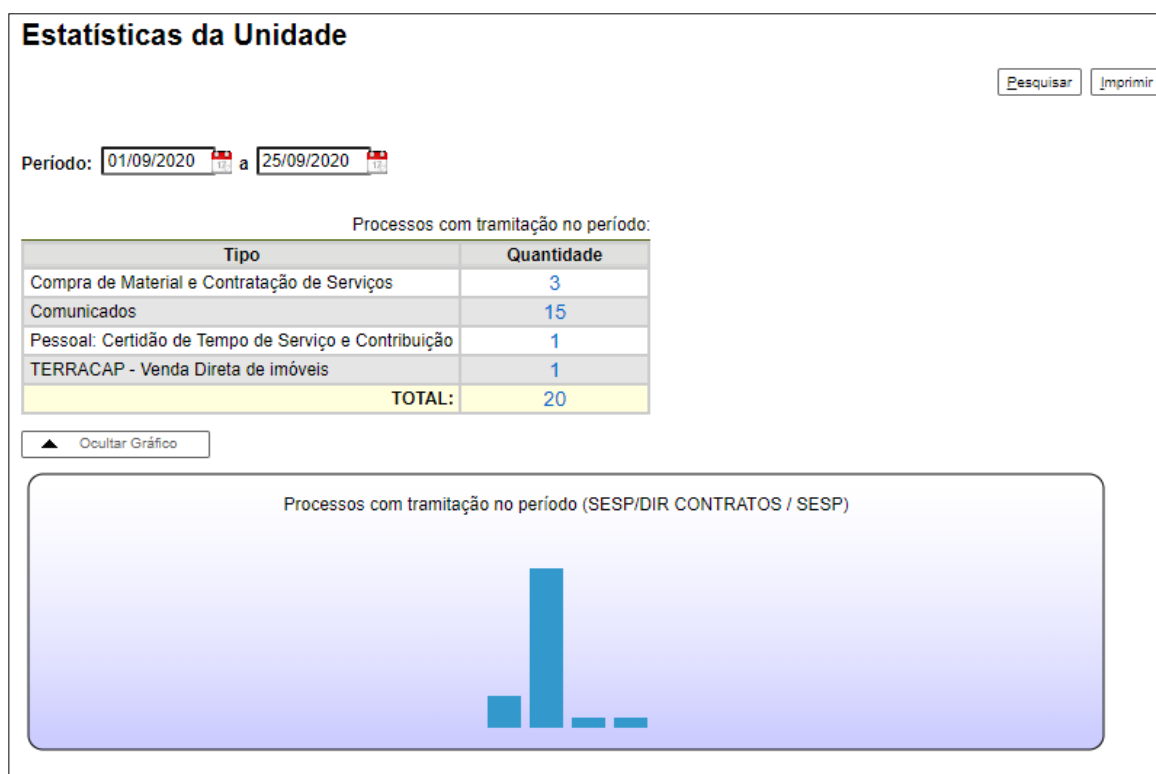 Estatísticas da Unidade
Pesquisar Imprimir
Período: 01/09/2020 a 25/09/2020
Processos com tramitação no período:
Tipo Quantidade
Compra de Material e Contratação de Serviços 3
Comunicados 15
Pessoal: Certidão de Tempo de Serviço e Contribuição 1
TERRACAP - Venda Direta de imóveis 1
TOTAL: 20
Ocultar Gráfico
Processos com tramitação no período (SESP/DIR CONTRATOS / SESP)